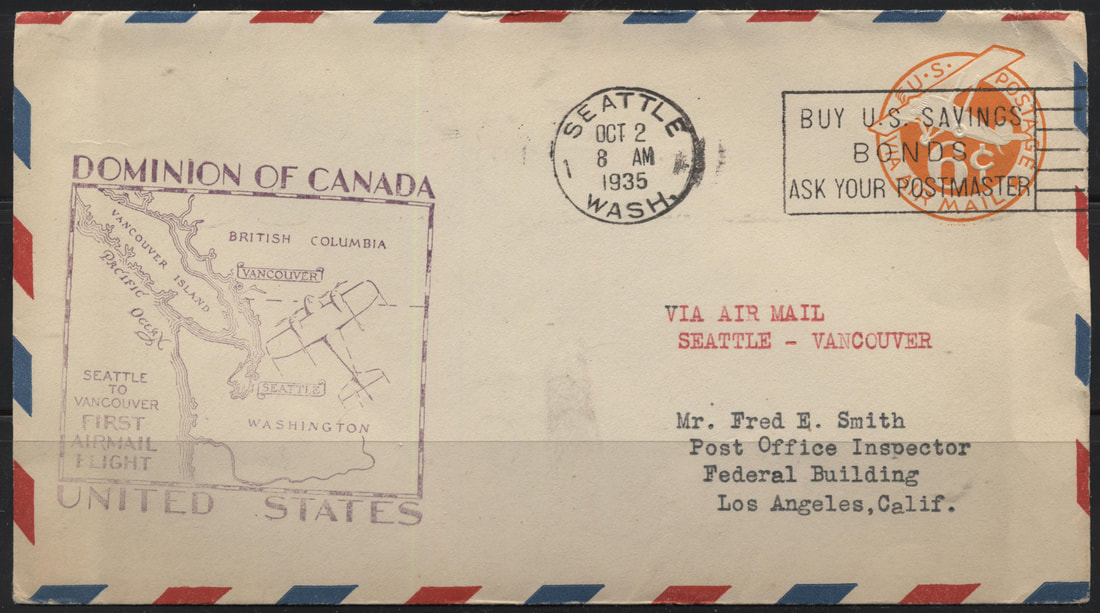 DOMINION OF CANADA
VANCOUVER ISLAND
BRITISH COLUMBIA
VANCOUVER
PACIFIC OCEAN
SEATTLE
TO
VANCOUVER
FIRST
AIRMAIL
FLIGHT
SEATTLE
WASHINGTON
UNITED STATES
SEATTLE
OCT 2
8 AM
1935
1
WASH.
BUY U.S. SAVINGS
BONDS
ASK YOUR POSTMASTER
U.S. POSTAGE
6¢
VIA AIR MAIL
VIA AIR MAIL
SEATTLE - VANCOUVER
Mr. Fred E. Smith
Post Office Inspector
Federal Building
Los Angeles,Calif.